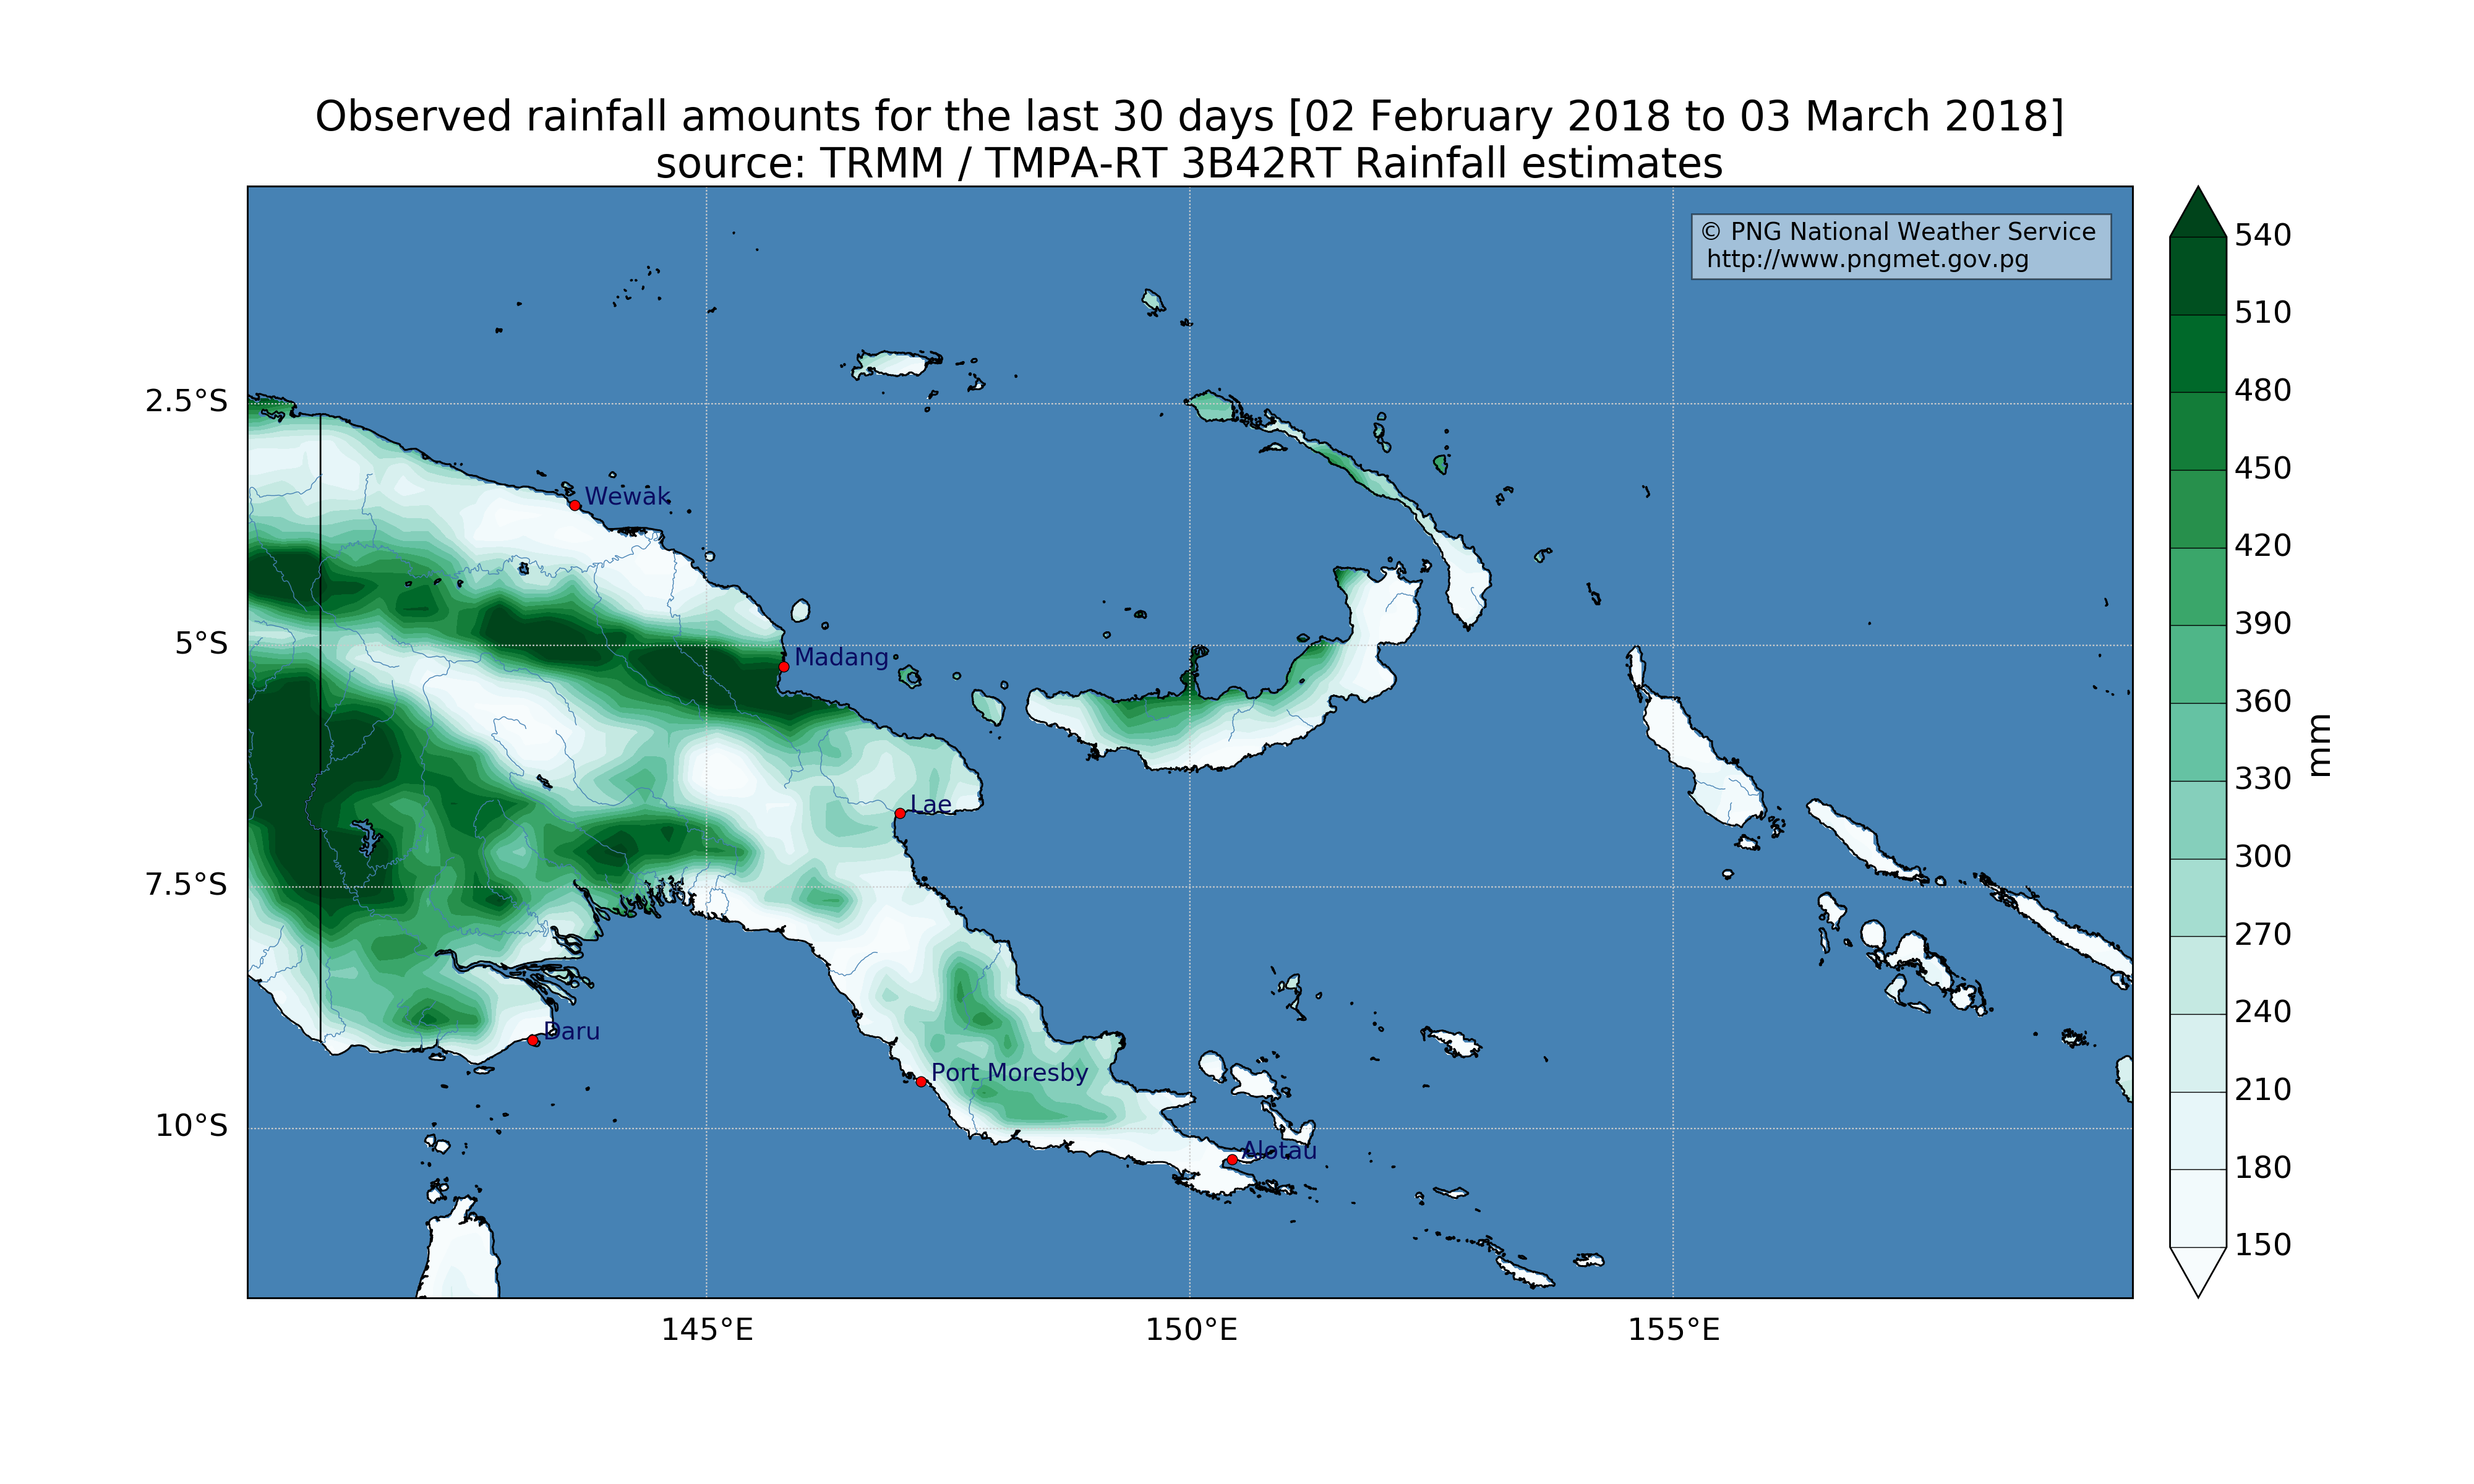 Observed rainfall amounts for the last 30 days [02 February 2018 to 03 March 2018]
source: TRMM / TMPA-RT 3B42RT Rainfall estimates
© PNG National Weather Service
http://www.pngmet.gov.pg
540
510
480
450
420
390
360
330
300
270
240
210
180
150
mm
2.5°S
5°S
7.5°S
10°S
Wewak
Madang
Lae
Daru
Port Moresby
Alotau
145°E
150°E
155°E